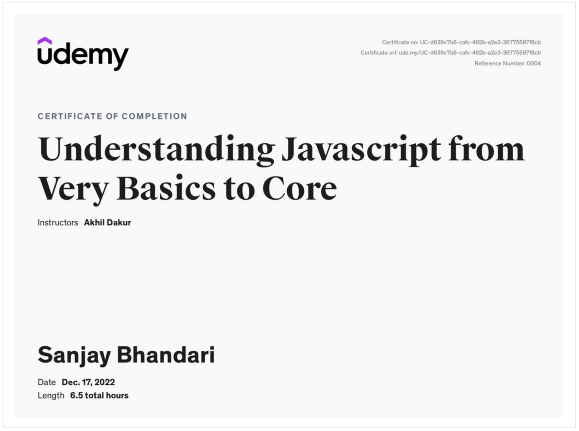 udemy
Certificate no: UC-d639c7b8-cafc-492b-a2e3-36775597f8cb
Certificate url: ude.my/UC-d639c7b8-cafc-492b-a2e3-36775597f8cb
Reference Number: 0004
CERTIFICATE OF COMPLETION
Understanding Javascript from
Very Basics to Core
Instructors Akhil Dakur
Sanjay Bhandari
Date Dec. 17, 2022
Length 6.5 total hours